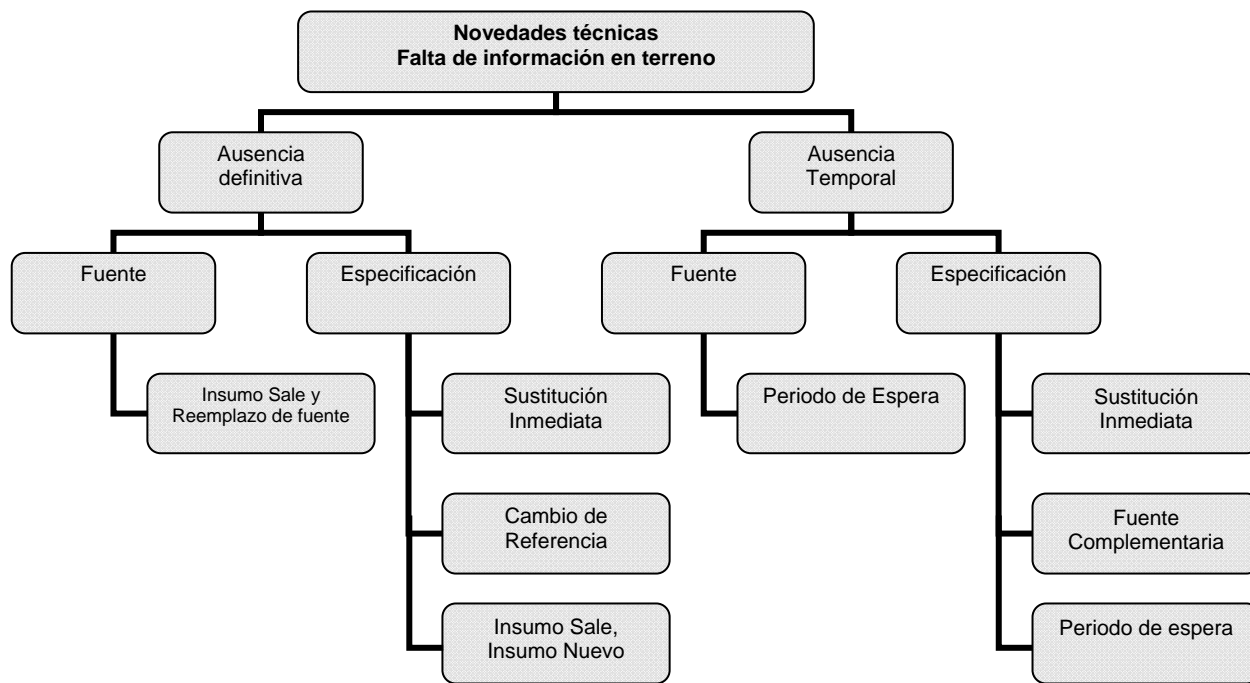 Novedades técnicas
Falta de información en terreno
Ausencia
definitiva
Ausencia
Temporal
Fuente
Especificación
Fuente
Especificación
Insumo Sale y
Reemplazo de fuente
Sustitución
Inmediata
Periodo de Espera
Sustitución
Inmediata
Cambio de
Referencia
Fuente
Complementaria
Insumo Sale,
Insumo Nuevo
Periodo de espera